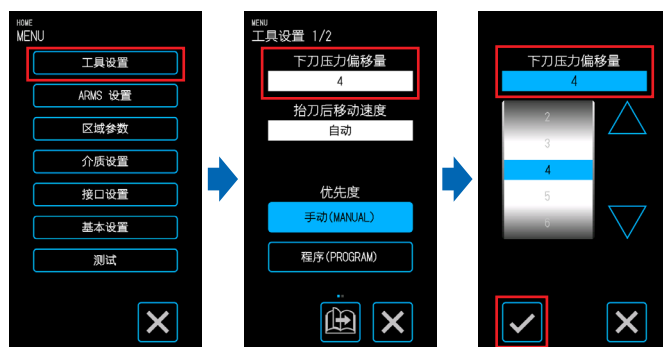 HOME
MENU
工具设置
ARMS 设置
区域参数
介质设置
接口设置
基本设置
测试
MENU
工具设置 1/2
下刀压力偏移量
4
抬刀后移动速度
自动
优先度
手动(MANUAL)
程序(PROGRAM)
下刀压力偏移量
4
2
3
4
5
6